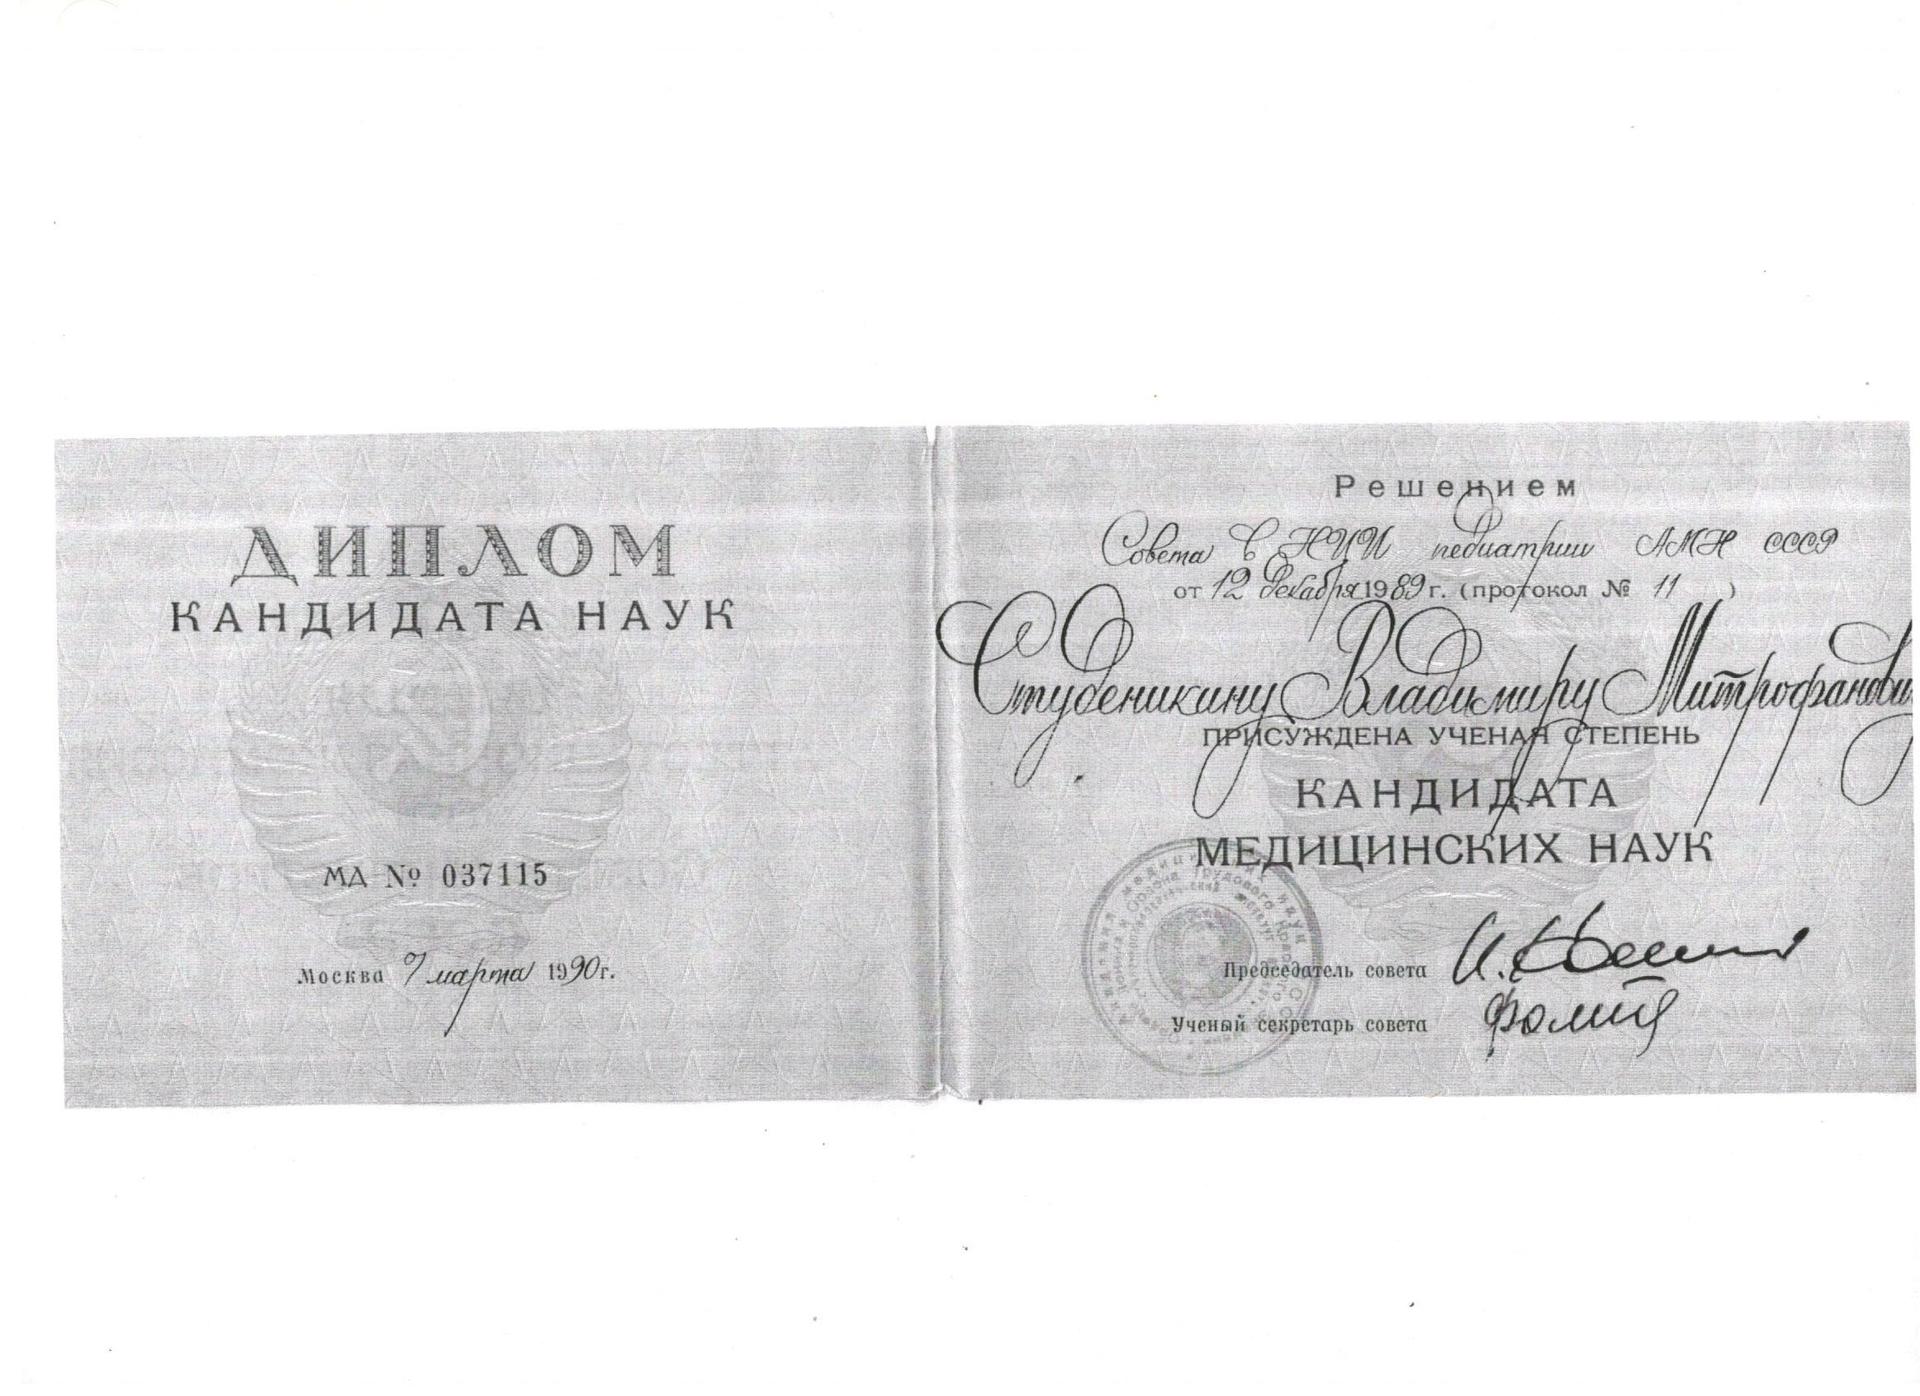 ДИПЛОМ
КАНДИДАТА НАУК
МД № 037115
Москва 7 марта 1990г.
Решением
Совета в НИИ педиатрии АМН СССР
от 12 декабря 1989 г. (протокол № 11 )
Студеникину Владимиру Митрофанови
ПРИСУЖДЕНА УЧЕНАЯ СТЕПЕНЬ
КАНДИДАТА
МЕДИЦИНСКИХ НАУК
Председатель совета
Ученый секретарь совета